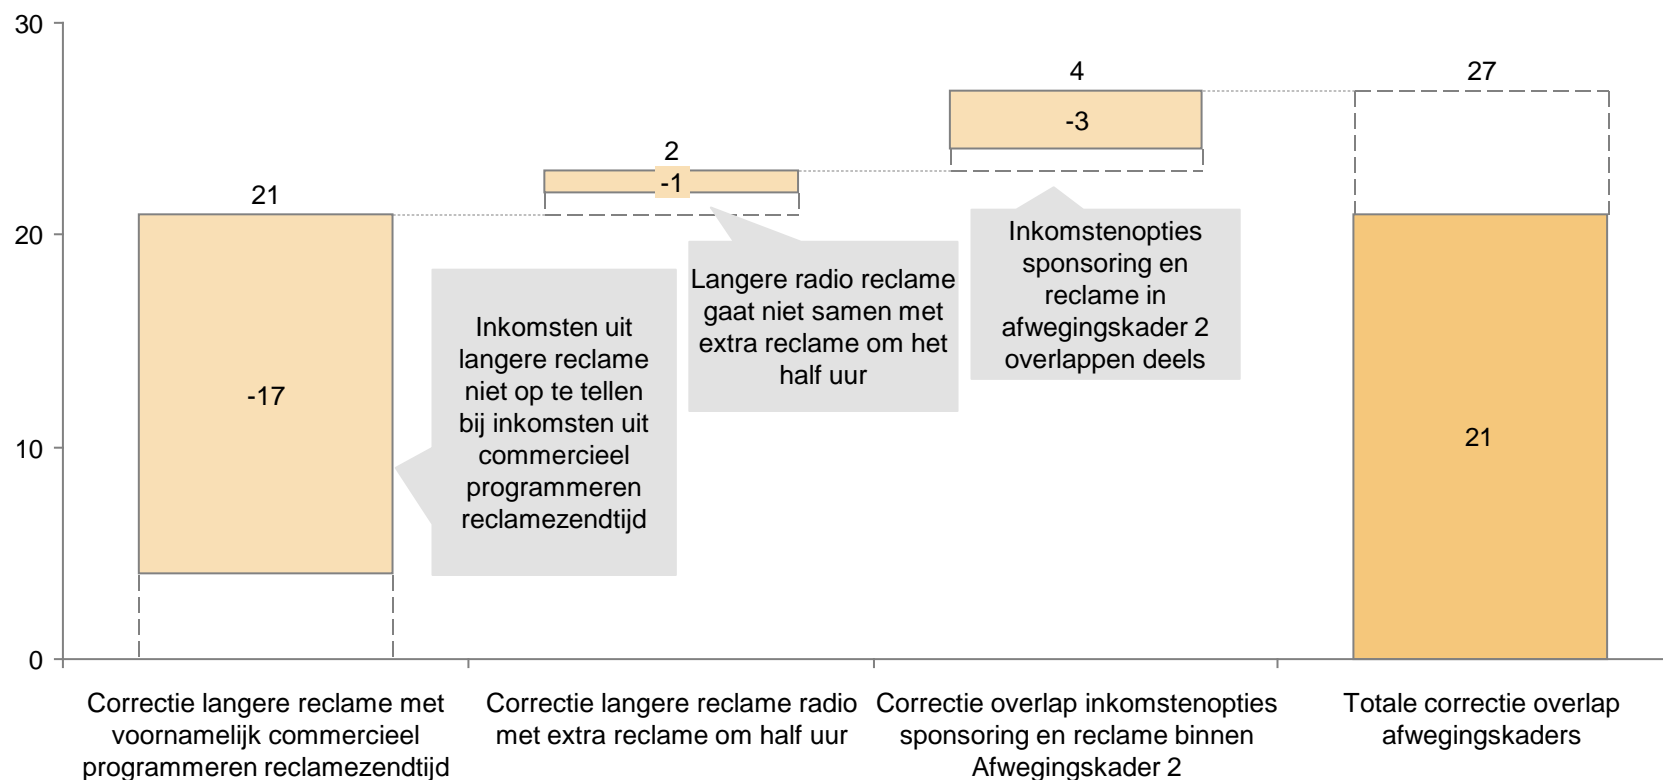 30
20
10
0
21
-17
2
-1
4
-3
27
21
Inkomsten uit
langere reclame
niet op te tellen
bij inkomsten uit
commercieel
programmeren
reclamezendtijd
Langere radio reclame
gaat niet samen met
extra reclame om het
half uur
Inkomstenopties
sponsoring en
reclame in
afwegingskader 2
overlappen deels
Correctie langere reclame met
voornamelijk commercieel
programmeren reclamezendtijd
Correctie langere reclame radio
met extra reclame om half uur
Correctie overlap inkomstenopties
sponsoring en reclame binnen
Afwegingskader 2
Totale correctie overlap
afwegingskaders